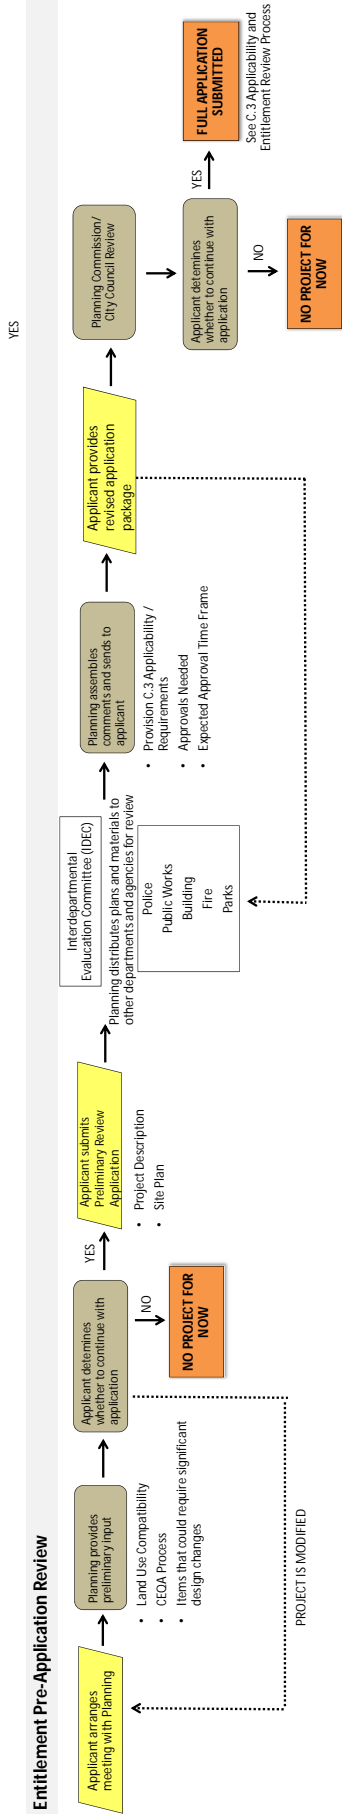 YES
Entitlement Pre-Application Review
Applicant arranges
meeting with Planning
Planning provides
preliminary input
• Land Use Compatibility
• CEQA Process
• Items that could require significant
design changes
Applicant detemines
whether to continue with
application
PROJECT IS MODIFIED
NO
NO PROJECT FOR
NOW
YES
Applicant submits
Preliminary Review
Application
• Project Description
• Site Plan
Interdepartmental
Evalucation Committee (IDEC)
Planning distributes plans and materials to
other departments and agencies for review
Police
Public Works
Building
Fire
Parks
Planning assembles
comments and sends to
applicant
• Provision C.3 Applicability /
Requirements
• Approvals Needed
• Expected Approval Time Frame
Applicant provides
revised application
package
Planning Commission/
City Council Review
Applicant detemines
whether to continue with
application
NO
NO PROJECT FOR
NOW
YES
FULL APPLICATION
SUBMITTED
See C.3 Applicability and
Entitlement Review Process